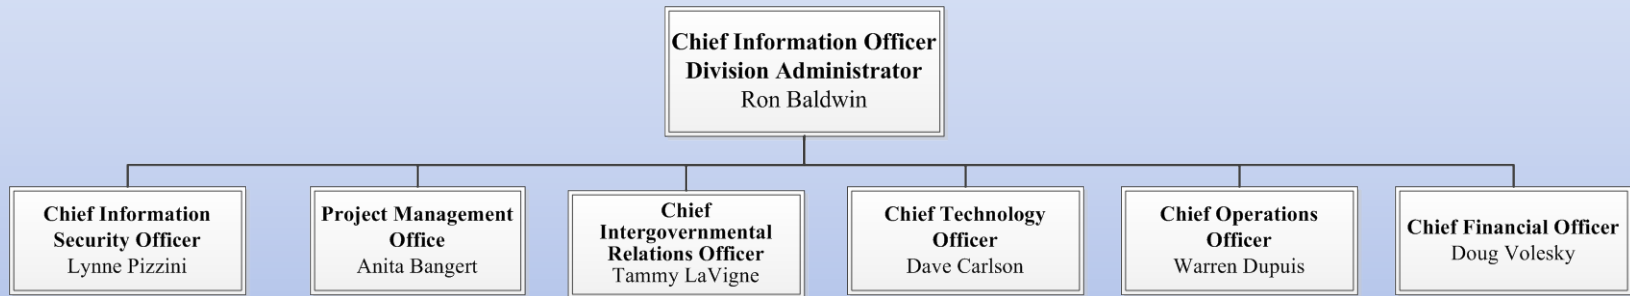 Chief Information Officer
Division Administrator
Ron Baldwin
Chief Information
Security Officer
Lynne Pizzini
Project Management
Office
Anita Bangert
Chief
Intergovernmental
Relations Officer
Tammy LaVigne
Chief Technology
Officer
Dave Carlson
Chief Operations
Officer
Warren Dupuis
Chief Financial Officer
Doug Volesky